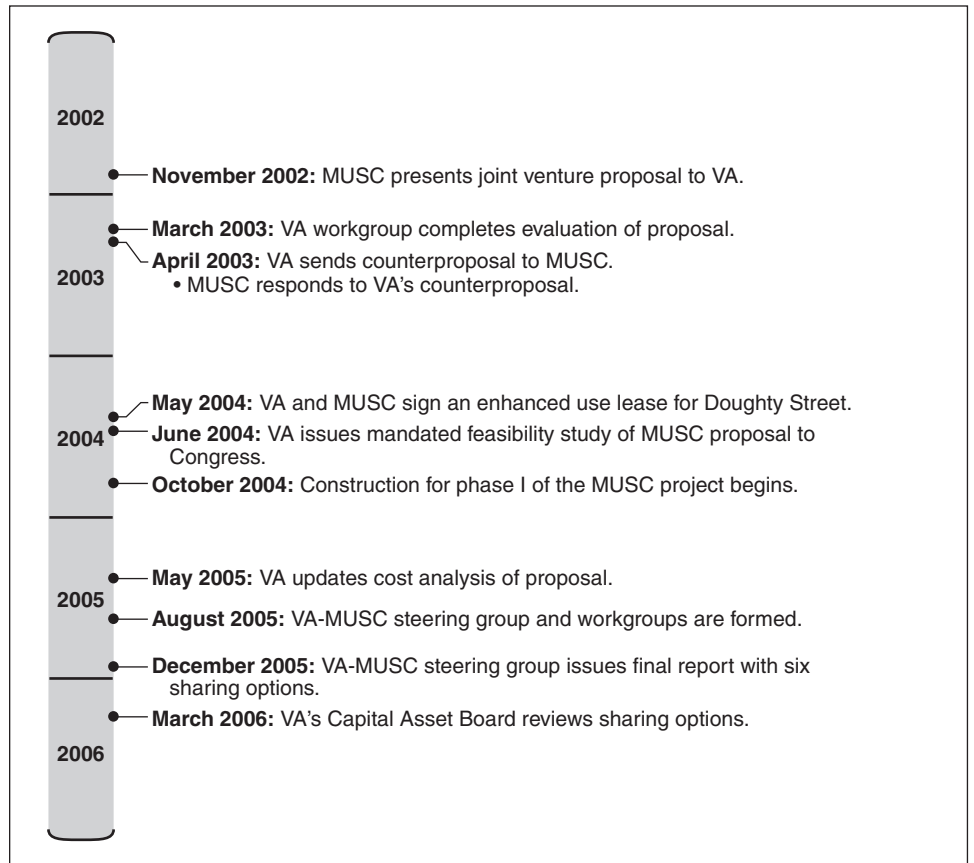 2002
November 2002: MUSC presents joint venture proposal to VA.
March 2003: VA workgroup completes evaluation of proposal.
April 2003: VA sends counterproposal to MUSC.
2003
• MUSC responds to VA's counterproposal.
May 2004: VA and MUSC sign an enhanced use lease for Doughty Street.
2004
June 2004: VA issues mandated feasibility study of MUSC proposal to
Congress.
October 2004: Construction for phase I of the MUSC project begins.
May 2005: VA updates cost analysis of proposal.
2005
August 2005: VA-MUSC steering group and workgroups are formed.
December 2005: VA-MUSC steering group issues final report with six
sharing options.
March 2006: VA's Capital Asset Board reviews sharing options.
2006